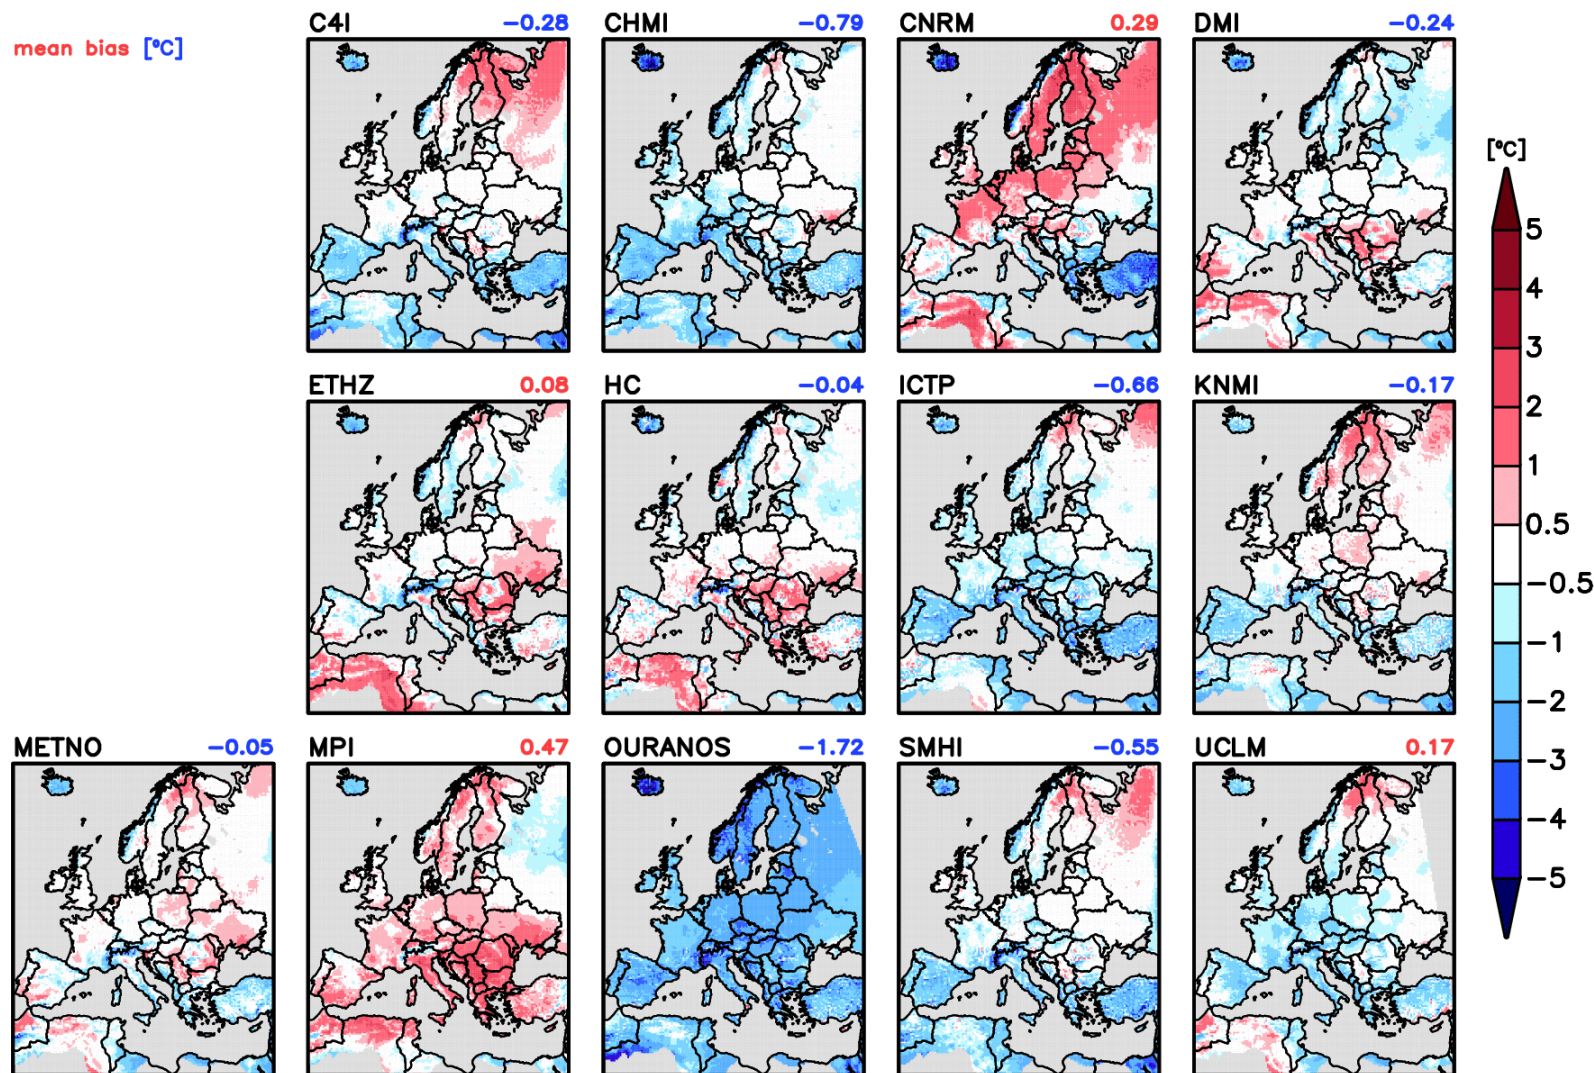 mean bias [°C]
C4I -0.28
CHMI -0.79
CNRM 0.29
DMI -0.24
[°C]
5
4
3
2
1
0.5
-0.5
-1
-2
-3
-4
-5
ETHZ 0.08
HC -0.04
ICTP -0.66
KNMI -0.17
METNO -0.05
MPI 0.47
OURANOS -1.72
SMHI -0.55
UCLM 0.17